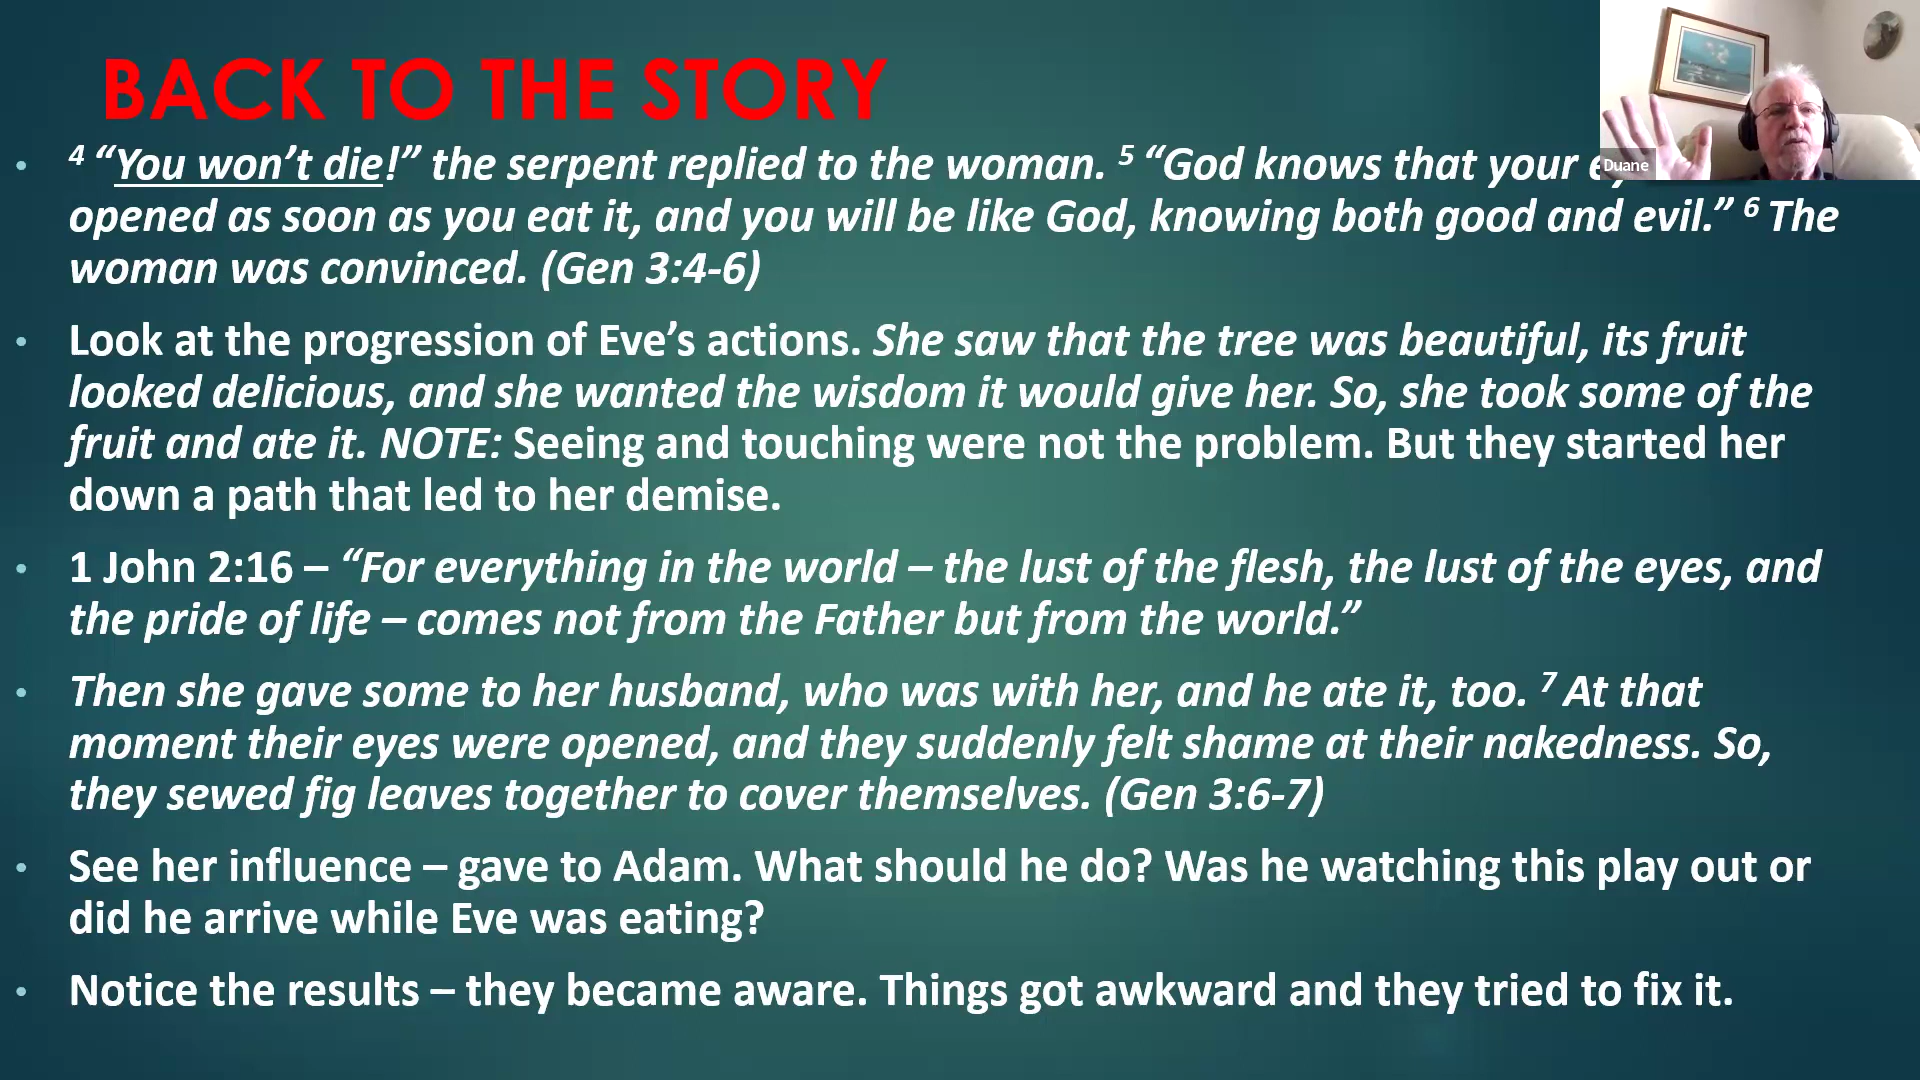 BACK TO THE STORY
• ⁴ “You won’t die!” the serpent replied to the woman. ⁵ “God knows that your
Duane
opened as soon as you eat it, and you will be like God, knowing both good and evil.” ⁶ The
woman was convinced. (Gen 3:4-6)
• Look at the progression of Eve’s actions. She saw that the tree was beautiful, its fruit
looked delicious, and she wanted the wisdom it would give her. So, she took some of the
fruit and ate it. NOTE: Seeing and touching were not the problem. But they started her
down a path that led to her demise.
• 1 John 2:16 – “For everything in the world – the lust of the flesh, the lust of the eyes, and
the pride of life – comes not from the Father but from the world.”
• Then she gave some to her husband, who was with her, and he ate it, too. ⁷ At that
moment their eyes were opened, and they suddenly felt shame at their nakedness. So,
they sewed fig leaves together to cover themselves. (Gen 3:6-7)
• See her influence – gave to Adam. What should he do? Was he watching this play out or
did he arrive while Eve was eating?
• Notice the results – they became aware. Things got awkward and they tried to fix it.